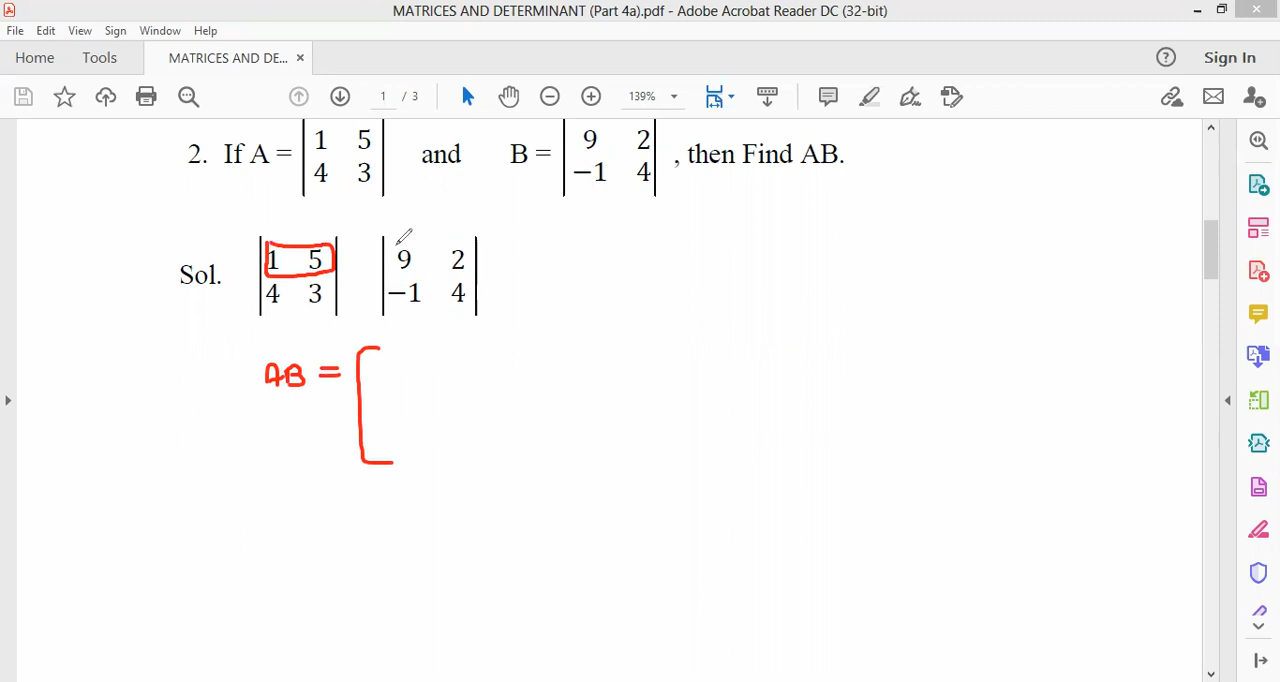 MATRICES AND DETERMINANT (Part 4a).pdf - Adobe Acrobat Reader DC (32-bit)
File Edit View Sign Window Help
Home Tools MATRICES AND DE... × Sign In
1 / 3 139%
2. If A = |1 5| and B = |9 2| , then Find AB.
|4 3| |−1 4|
Sol. |1 5| |9 2|
|4 3| |−1 4|
AB = [